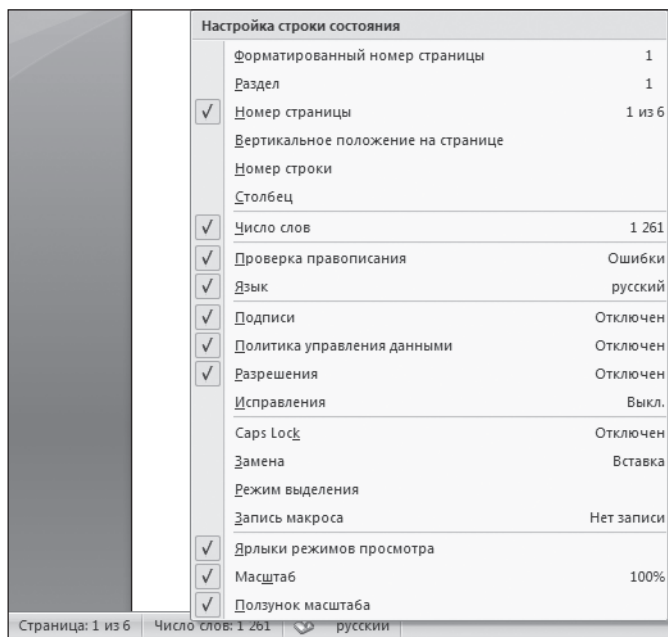 Настройка строки состояния
Форматированный номер страницы 1
Раздел 1
Номер страницы 1 из 6
Вертикальное положение на странице
Номер строки
Столбец
Число слов 1 261
Проверка правописания Ошибки
Язык русский
Подписи Отключен
Политика управления данными Отключен
Разрешения Отключен
Исправления Выкл.
Caps Lock Отключен
Замена Вставка
Режим выделения
Запись макроса Нет записи
Ярлыки режимов просмотра
Масштаб 100%
Ползунок масштаба
Страница: 1 из 6 Число слов: 1 261 русский